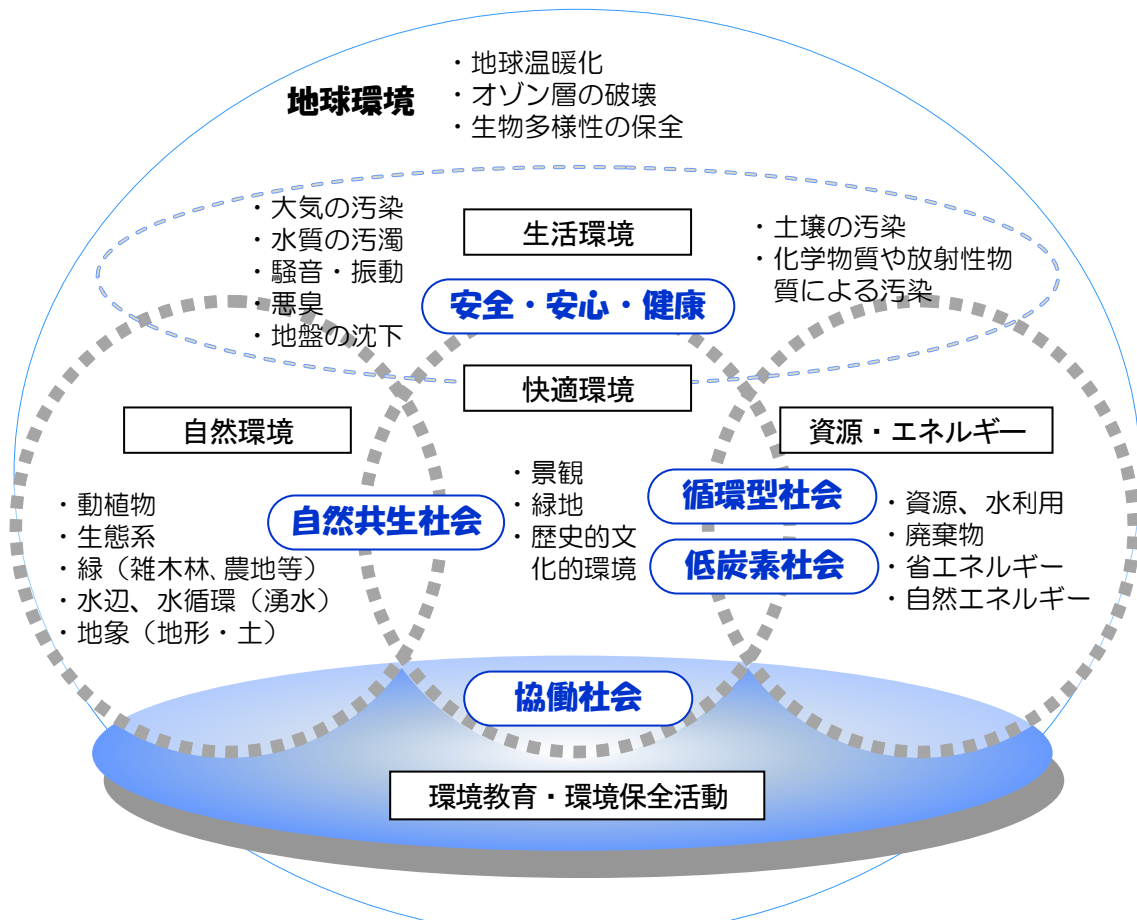 地球環境
・地球温暖化
・オゾン層の破壊
・生物多様性の保全
・大気の汚染
・水質の汚濁
・騒音・振動
・悪臭
・地盤の沈下
生活環境
安全・安心・健康
・土壌の汚染
・化学物質や放射性物
質による汚染
快適環境
自然環境
資源・エネルギー
・動植物
・生態系
・緑（雑木林、農地等）
・水辺、水循環（湧水）
・地象（地形・土）
自然共生社会
・景観
・緑地
・歴史的文
化的環境
循環型社会
低炭素社会
・資源、水利用
・廃棄物
・省エネルギー
・自然エネルギー
協働社会
環境教育・環境保全活動